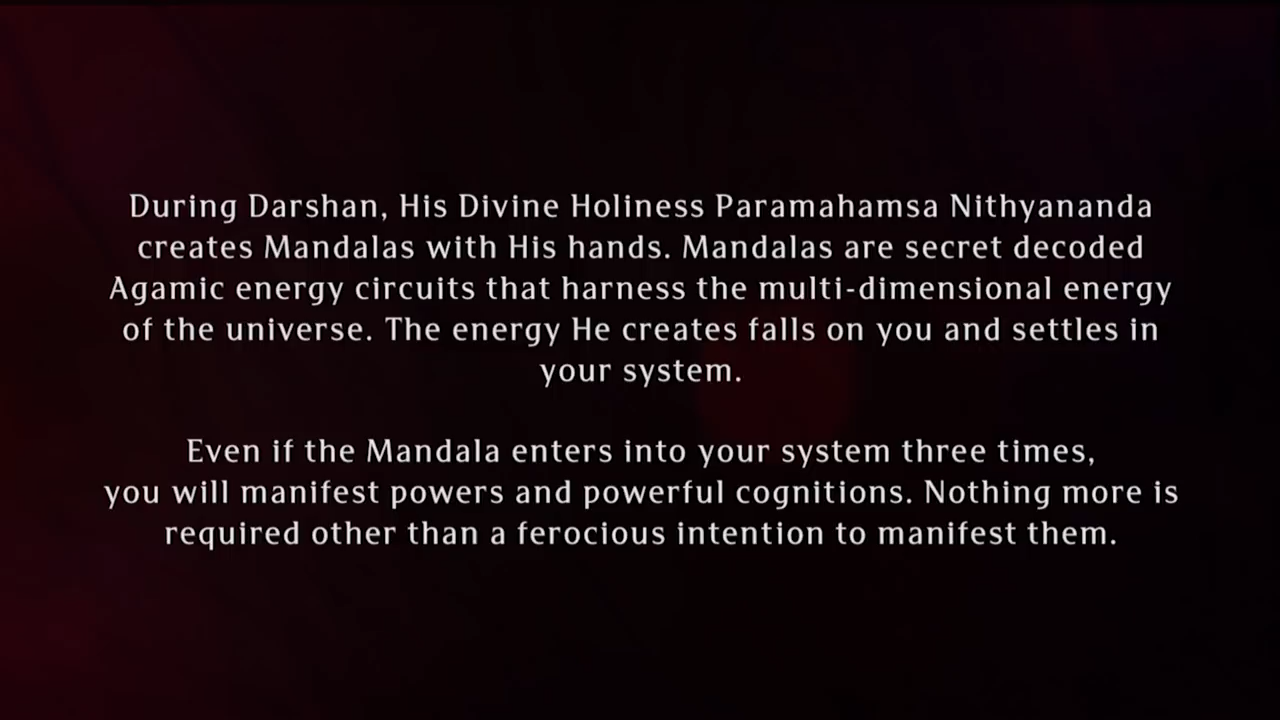 During Darshan, His Divine Holiness Paramahamsa Nithyananda
creates Mandalas with His hands. Mandalas are secret decoded
Agamic energy circuits that harness the multi-dimensional energy
of the universe. The energy He creates falls on you and settles in
your system.
Even if the Mandala enters into your system three times,
you will manifest powers and powerful cognitions. Nothing more is
required other than a ferocious intention to manifest them.